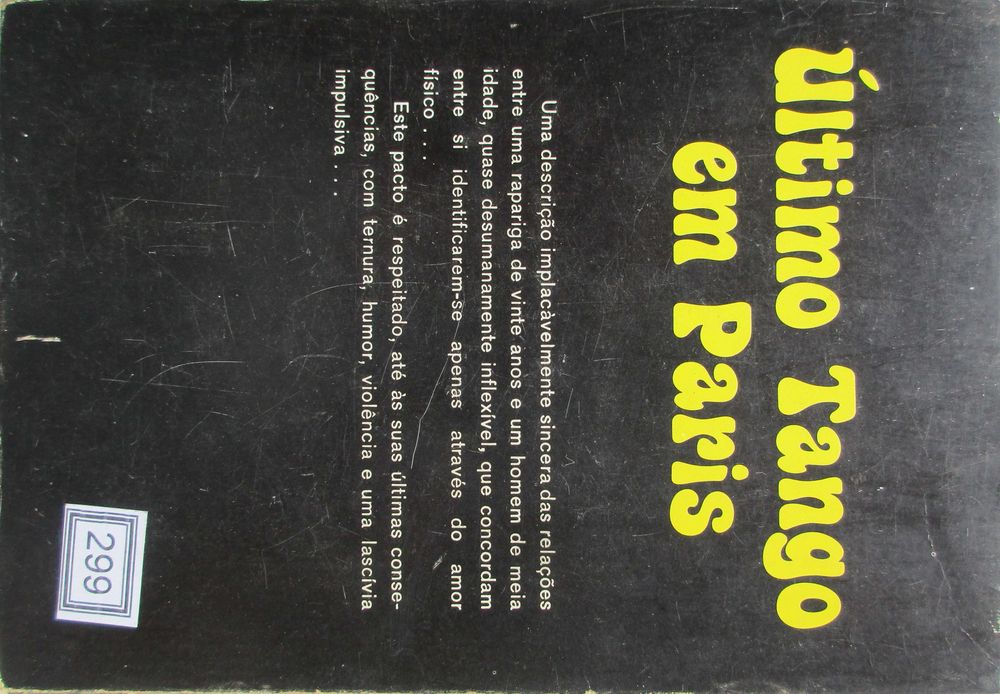 Último Tango
em Paris
Uma descrição implacàvelmente sincera das relações
entre uma rapariga de vinte anos e um homem de meia
idade, quase desumanamente inflexível, que concordam
entre si identificarem-se apenas através do amor
físico . . .
Este pacto é respeitado, até às suas últimas conse-
quências, com ternura, humor, violência e uma lascívia
impulsiva . . .
299